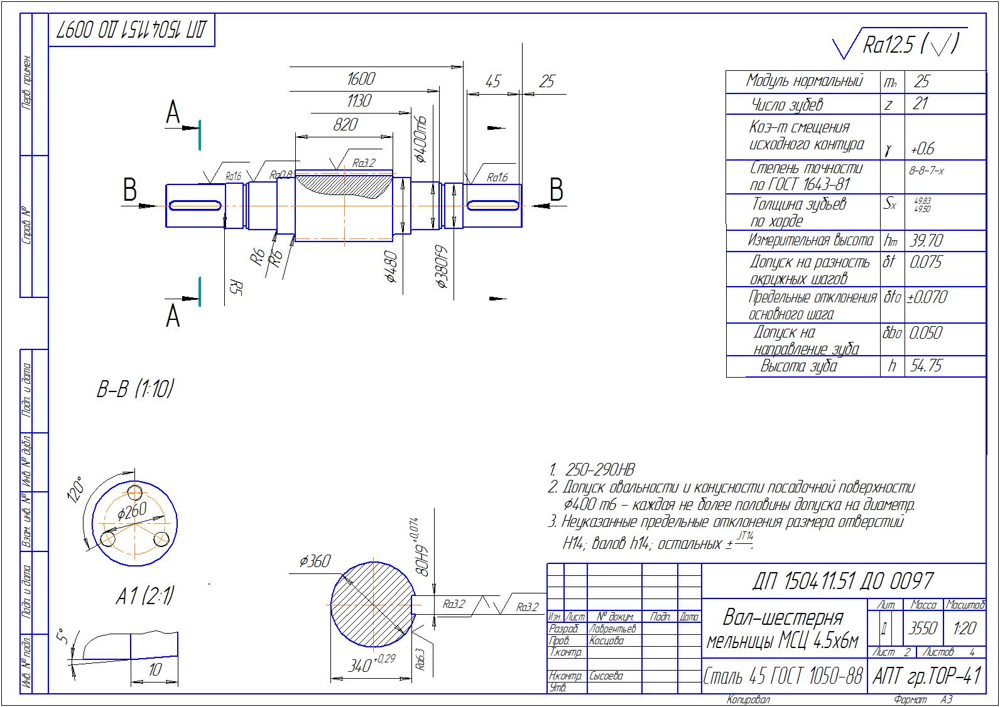 ДП 15041151 ДО 0097
Ra12.5 ( )
Перв. примен.
Справ. №
Подп. и дата
Инв. № дубл.
Взам. инв. №
Подп. и дата
Инв. № подл.
1600
45
25
1130
820
А
ϕ400m6
Ra3.2
Ra1.6
Ra0.8
Ra1.6
В
В
R6
R6
R5
ϕ480
ϕ380f9
А
Модуль нормальный mn 25
Число зубев z 21
Коэ-т смещения
исходного контура γ +0.6
Степень точности
по ГОСТ 1643-81
8-8-7-х
Толщина зубьев
по хорде
Sx
49.83
49.50
Измерительная высота hm 39.70
Допуск на разность
окружных шагов
δt 0.075
Предельные отклонения
основного шага
δt0 ±0.070
Допуск на
направление зуба
δb0 0.050
Высота зуба h 54.75
В-В (1:10)
120°
ϕ260
А1 (2:1)
5°
10
ϕ360
80H9 +0,074
Ra3.2
Ra3.2
Ra6.3
340 +0,29
1. 250-290.НВ
2. Допуск овальности и конусности посадочной поверхности
ϕ400 m6 - каждая не более половины допуска на диаметр.
3. Неуказанные предельные отклонения размера отверстий
Н14; валов h14; остальных ± JT14.
ДП 150411.51 ДО 0097
Вал-шестерня
мельницы МСЦ 4.5х6м
Лит. Масса Масштаб
Д 3550 1:20
Лист 2 Листов 4
Изм. Лист № докум. Подп. Дата
Разраб. Лаврентьев
Пров. Косцова
Т.контр.
Н.контр. Сысоева
Утв.
Сталь 45 ГОСТ 1050-88
АПТ гр.ТОР-41
Копировал
Формат А3